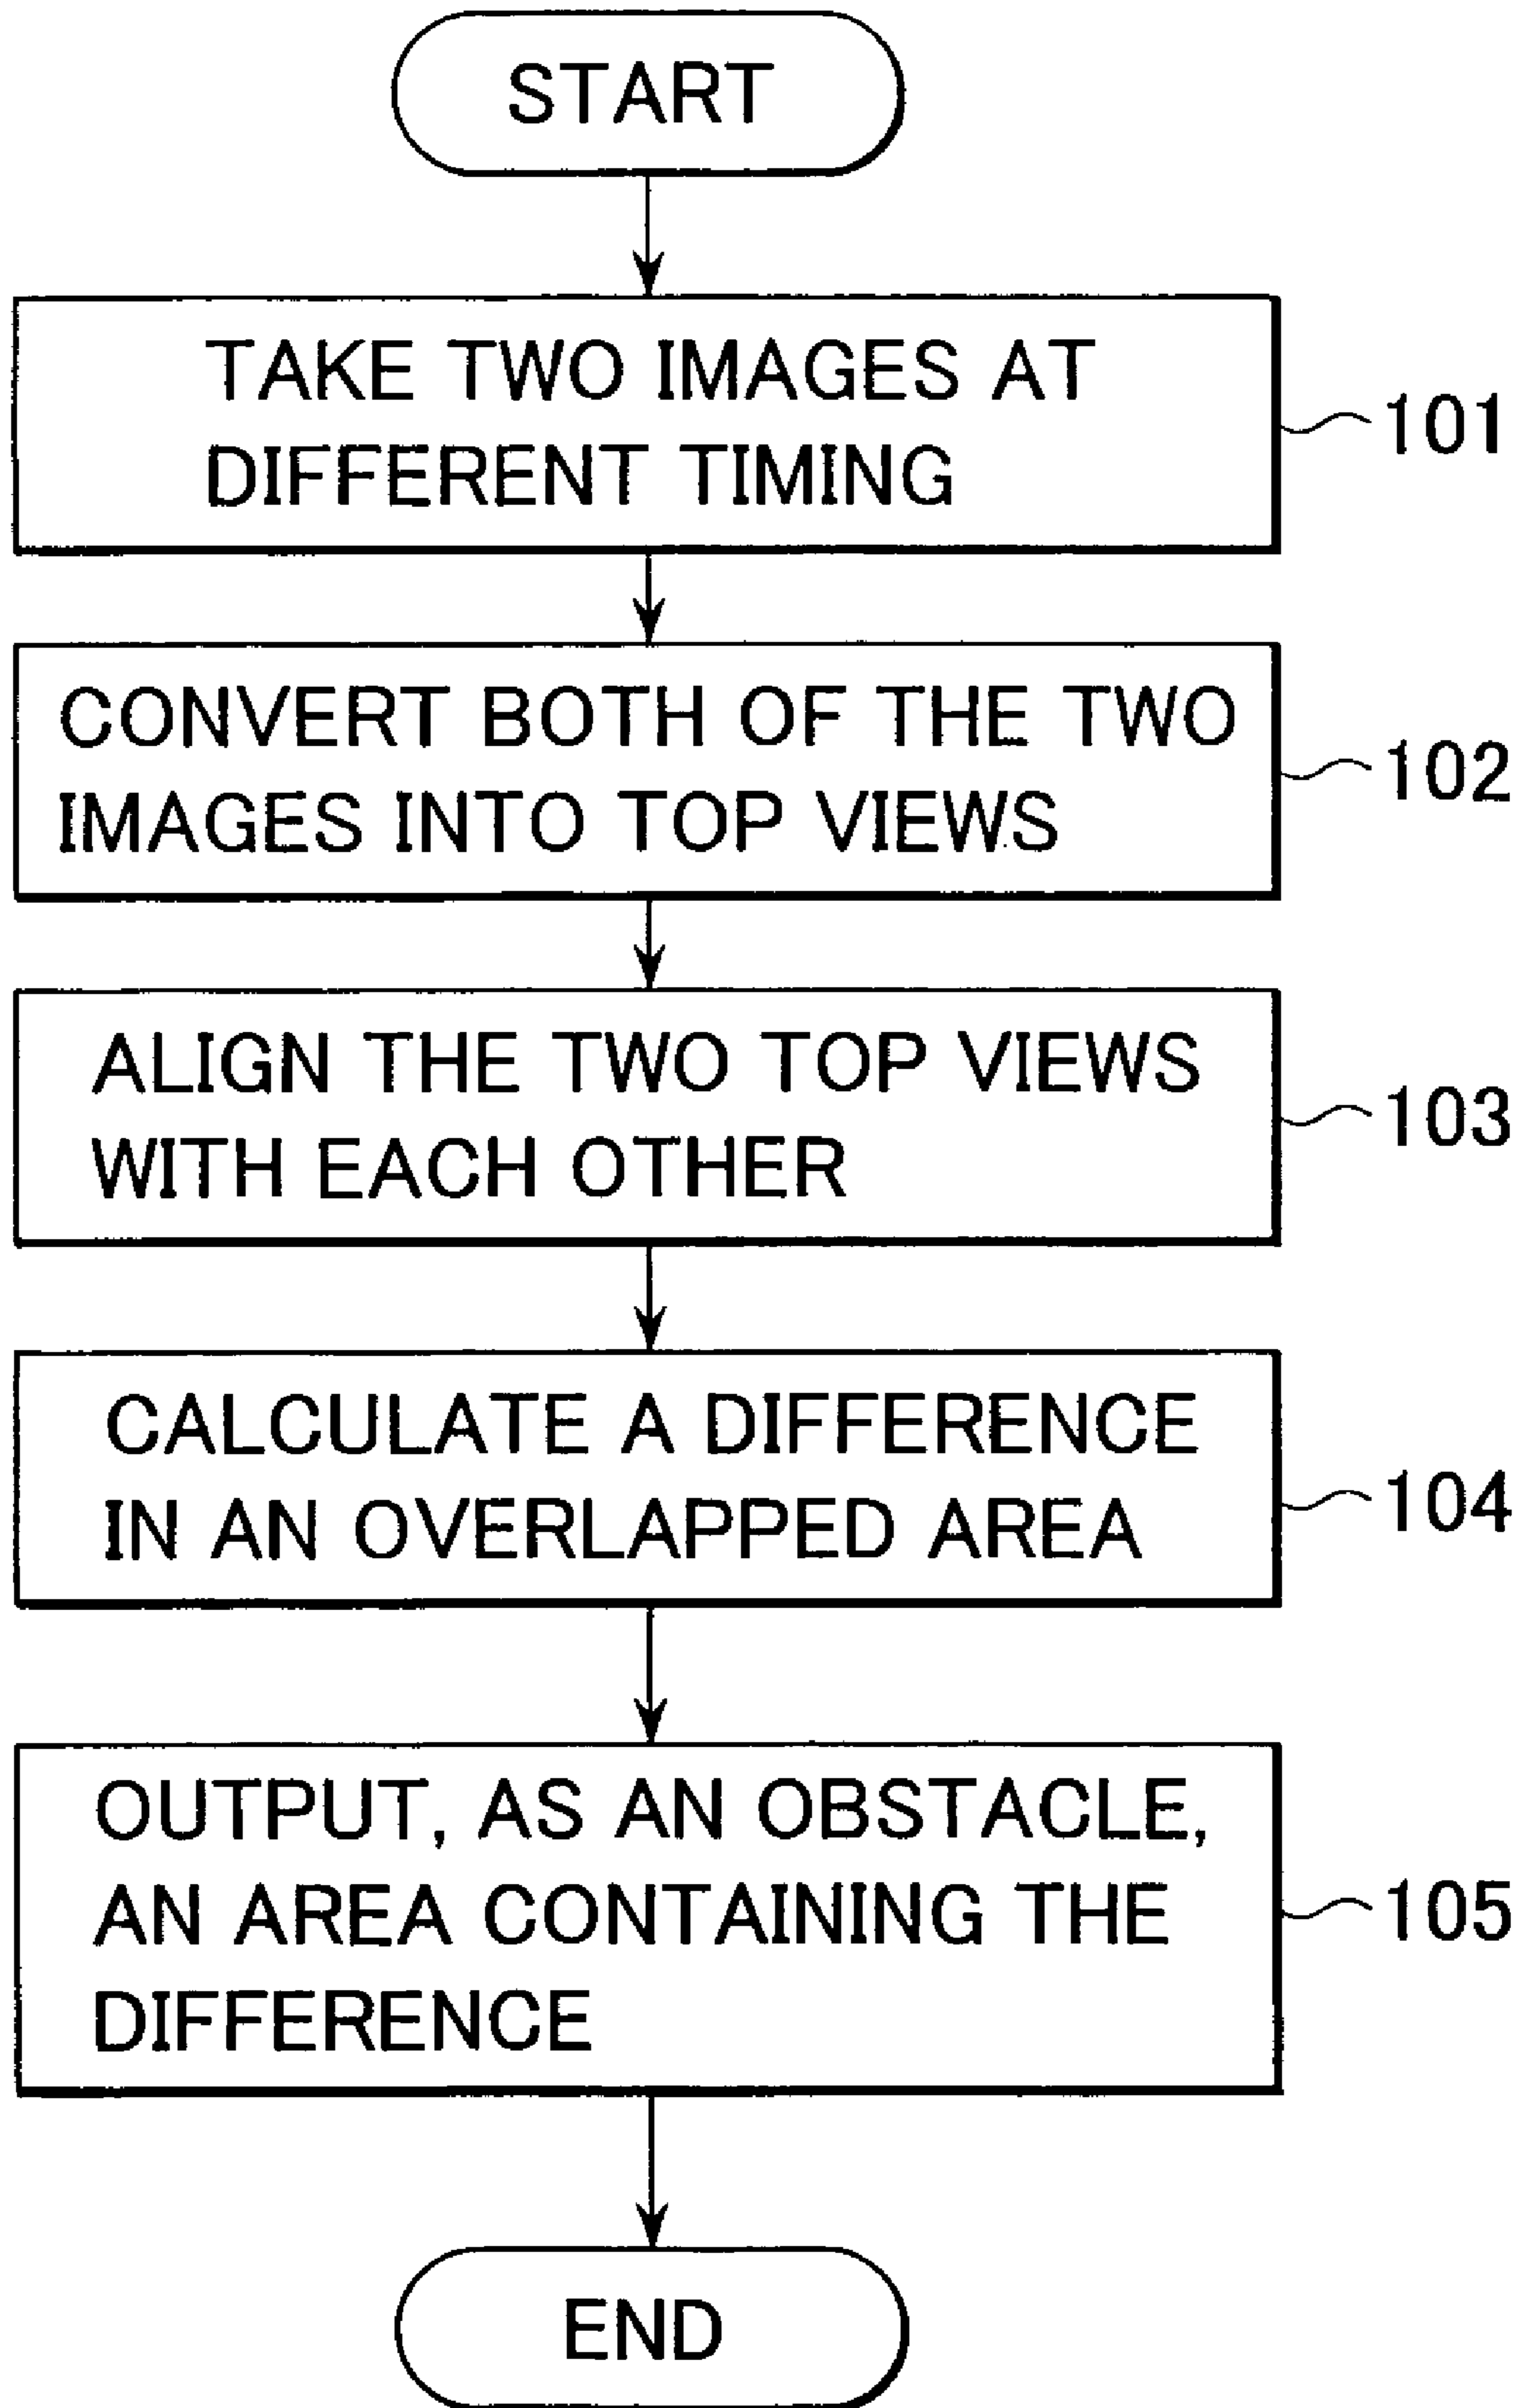 START
TAKE TWO IMAGES AT
DIFFERENT TIMING
101
CONVERT BOTH OF THE TWO
IMAGES INTO TOP VIEWS
102
ALIGN THE TWO TOP VIEWS
WITH EACH OTHER
103
CALCULATE A DIFFERENCE
IN AN OVERLAPPED AREA
104
OUTPUT, AS AN OBSTACLE,
AN AREA CONTAINING THE
DIFFERENCE
105
END